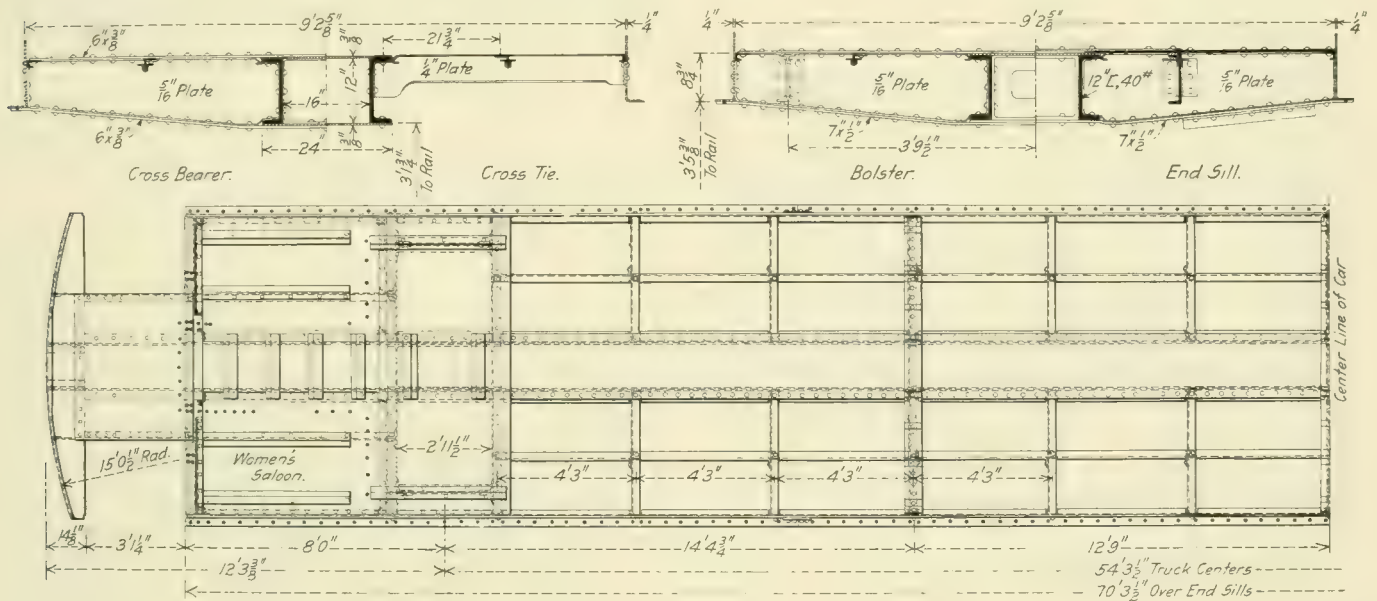 9'2 5/8"
1/4"
1/4"
9'2 5/8"
1/4"
6"x3/8"
3/8"
21 3/4"
1/4" Plate
12"
5/16" Plate
16"
8 3/4"
5/16" Plate
12"[, 40#
5/16" Plate
6"x3/8"
3/8"
24"
3'1 3/4"
To Rail
7"x1/2"
7"x1/2"
3'9 1/2"
3'5 3/8"
To Rail
Cross Bearer.
Cross Tie.
Bolster.
End Sill.
Center Line of Car
2'11 1/2"
15'0 1/2" Rad.
Women's
Saloon.
4'3"
4'3"
4'3"
4'3"
14 1/8"
3'1 1/4"
8'0"
14'4 3/4"
12'9"
12'3 3/8"
54'3 1/2" Truck Centers
70'3 1/2" Over End Sills